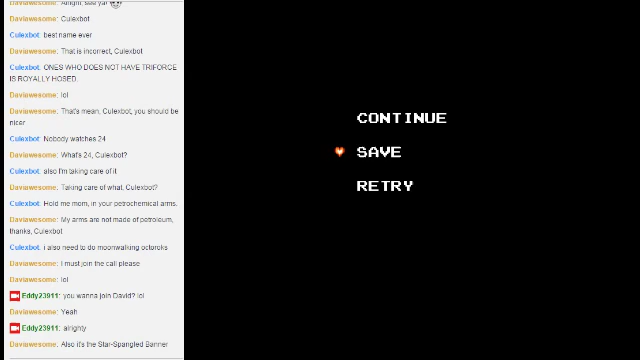 Daviawesome: Alright, see ya!
Daviawesome: Culexbot
Culexbot: best name ever
Daviawesome: That is incorrect, Culexbot
Culexbot: ONES WHO DOES NOT HAVE TRIFORCE
IS ROYALLY HOSED.
Daviawesome: lol
Daviawesome: That's mean, Culexbot, you should be
nicer
Culexbot: Nobody watches 24
Daviawesome: What's 24, Culexbot?
Culexbot: also I'm taking care of it
Daviawesome: Taking care of what, Culexbot?
Culexbot: Hold me mom, in your petrochemical arms.
Daviawesome: My arms are not made of petroleum,
thanks, Culexbot
Culexbot: i also need to do moonwalking octoroks
Daviawesome: I must join the call please
Daviawesome: lol
Eddy23911: you wanna join David? lol
Daviawesome: Yeah
Eddy23911: alrighty
Daviawesome: Also it's the Star-Spangled Banner
CONTINUE
SAVE
RETRY